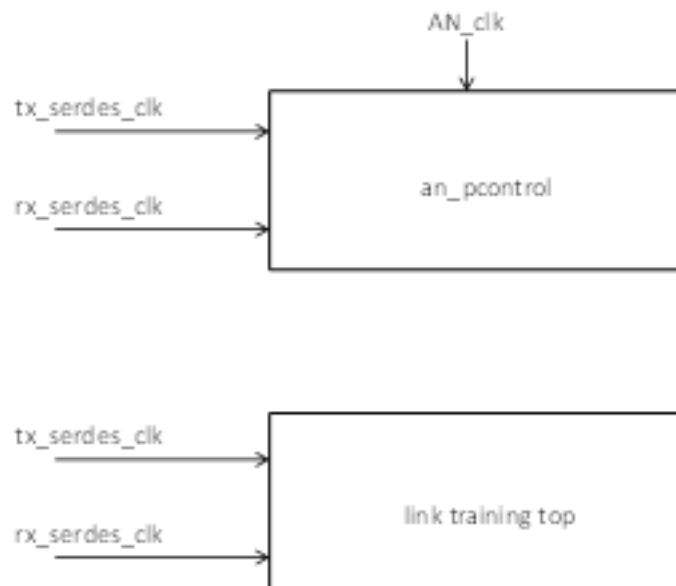 AN_clk
tx_serdes_clk
rx_serdes_clk
an_pcontrol
tx_serdes_clk
rx_serdes_clk
link training top